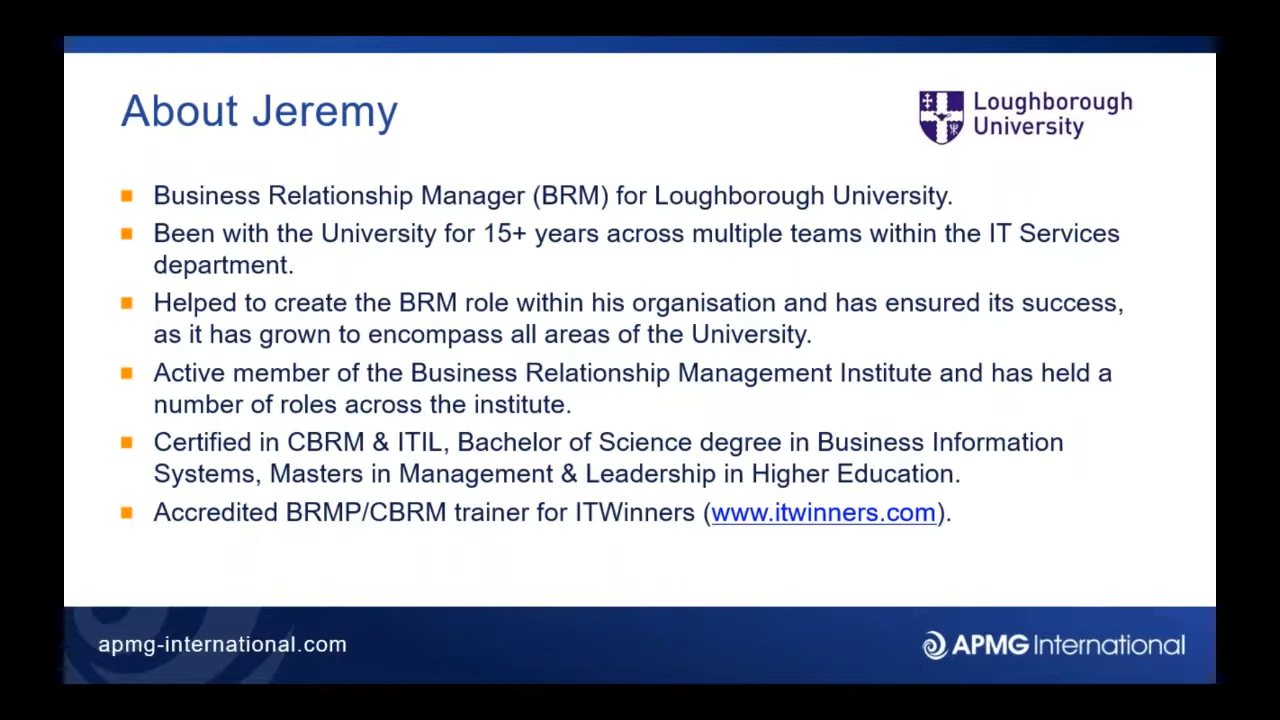 About Jeremy
Loughborough
University
Business Relationship Manager (BRM) for Loughborough University.
Been with the University for 15+ years across multiple teams within the IT Services
department.
Helped to create the BRM role within his organisation and has ensured its success,
as it has grown to encompass all areas of the University.
Active member of the Business Relationship Management Institute and has held a
number of roles across the institute.
Certified in CBRM & ITIL, Bachelor of Science degree in Business Information
Systems, Masters in Management & Leadership in Higher Education.
Accredited BRMP/CBRM trainer for ITWinners (www.itwinners.com).
apmg-international.com
APMG International